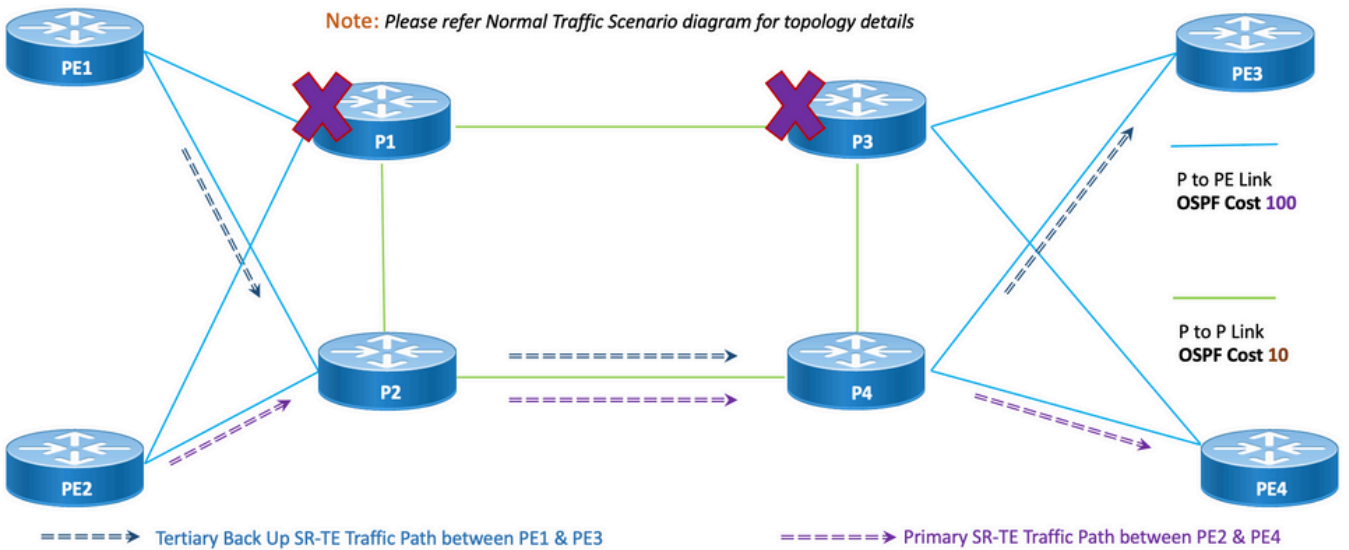 Note: Please refer Normal Traffic Scenario diagram for topology details
PE1
PE3
P1
P3
P to PE Link
OSPF Cost 100
P to P Link
OSPF Cost 10
P2
P4
PE2
PE4
Tertiary Back Up SR-TE Traffic Path between PE1 & PE3
Primary SR-TE Traffic Path between PE2 & PE4